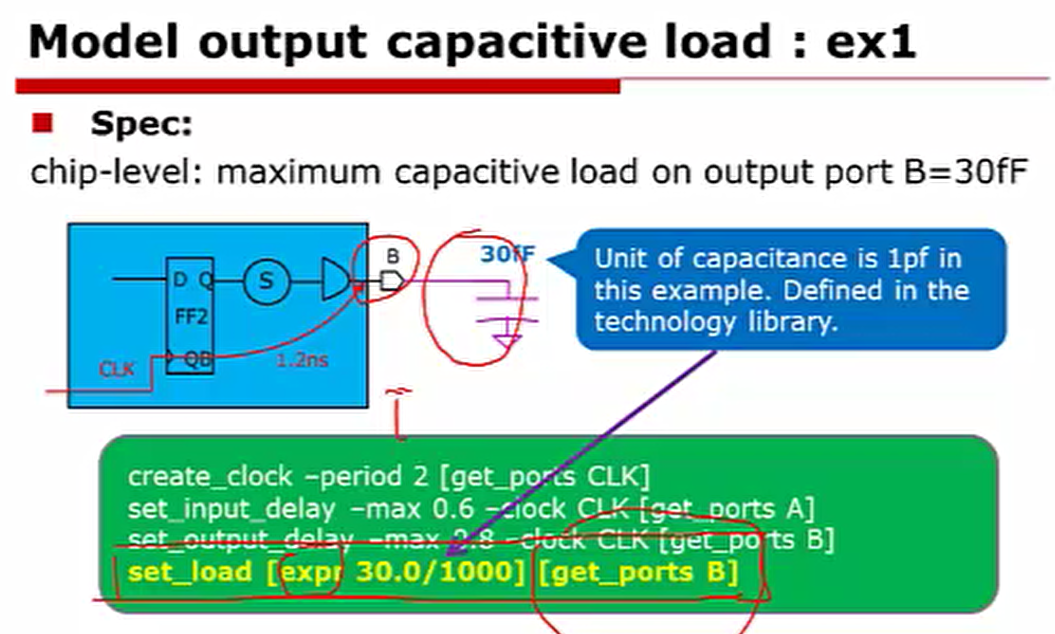 Model output capacitive load : ex1
Spec:
chip-level: maximum capacitive load on output port B=30fF
B
30fF
D Q
S
FF2
QB
CLK
1.2ns
Unit of capacitance is 1pf in
this example. Defined in the
technology library.
create_clock –period 2 [get_ports CLK]
set_input_delay –max 0.6 –clock CLK [get_ports A]
set_output_delay –max 0.8 –clock CLK [get_ports B]
set_load [expr 30.0/1000] [get_ports B]